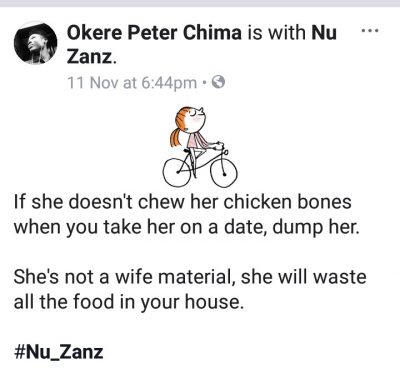 Okere Peter Chima is with Nu
Zanz.
11 Nov at 6:44pm •
If she doesn't chew her chicken bones
when you take her on a date, dump her.
She's not a wife material, she will waste
all the food in your house.
#Nu_Zanz